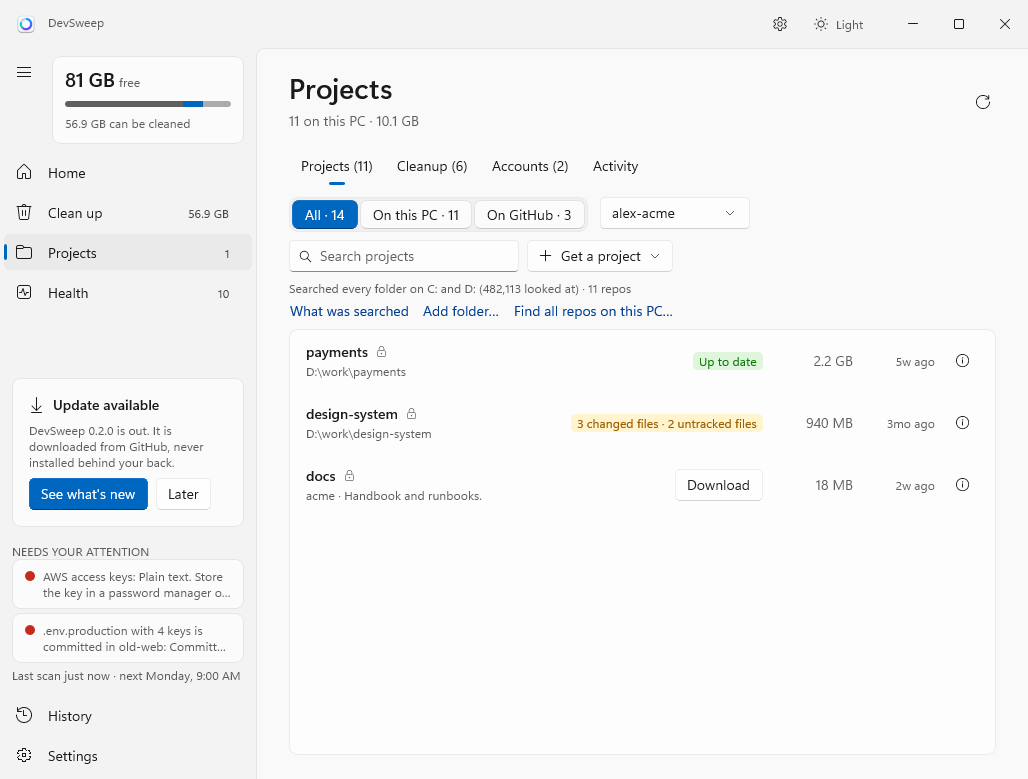 DevSweep
Light
81 GB free
56.9 GB can be cleaned
Home
Clean up 56.9 GB
Projects 1
Health 10
Update available
DevSweep 0.2.0 is out. It is
downloaded from GitHub, never
installed behind your back.
See what's new Later
NEEDS YOUR ATTENTION
AWS access keys: Plain text. Store
the key in a password manager o...
.env.production with 4 keys is
committed in old-web: Committ...
Last scan just now · next Monday, 9:00 AM
History
Settings
Projects
11 on this PC · 10.1 GB
Projects (11) Cleanup (6) Accounts (2) Activity
All · 14 On this PC · 11 On GitHub · 3 alex-acme
Search projects Get a project
Searched every folder on C: and D: (482,113 looked at) · 11 repos
What was searched Add folder... Find all repos on this PC...
payments Up to date 2.2 GB 5w ago
D:\work\payments
design-system 3 changed files · 2 untracked files 940 MB 3mo ago
D:\work\design-system
docs Download 18 MB 2w ago
acme · Handbook and runbooks.